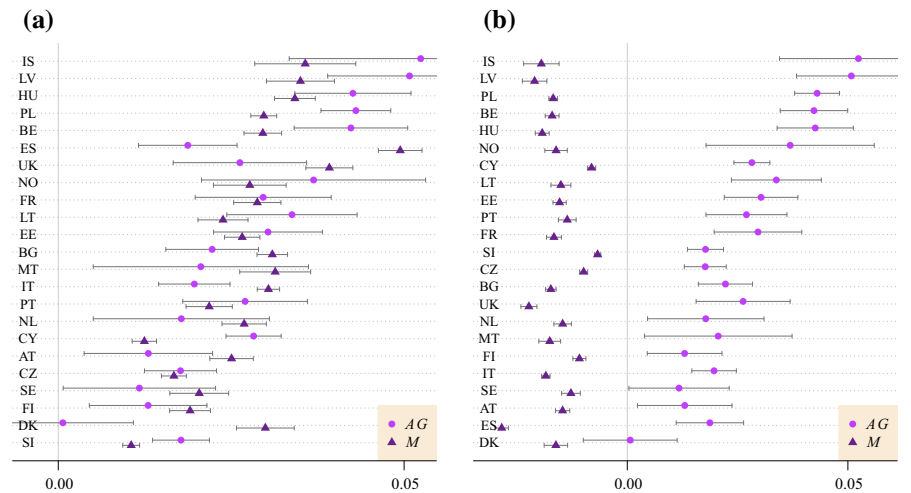 (a)
IS
LV
HU
PL
BE
ES
UK
NO
FR
LT
EE
BG
MT
IT
PT
NL
CY
AT
CZ
SE
FI
DK
SI
AG
M
0.00 0.05
(b)
IS
LV
PL
BE
HU
NO
CY
LT
EE
PT
FR
SI
CZ
BG
UK
NL
MT
FI
IT
SE
AT
ES
DK
AG
M
0.00 0.05